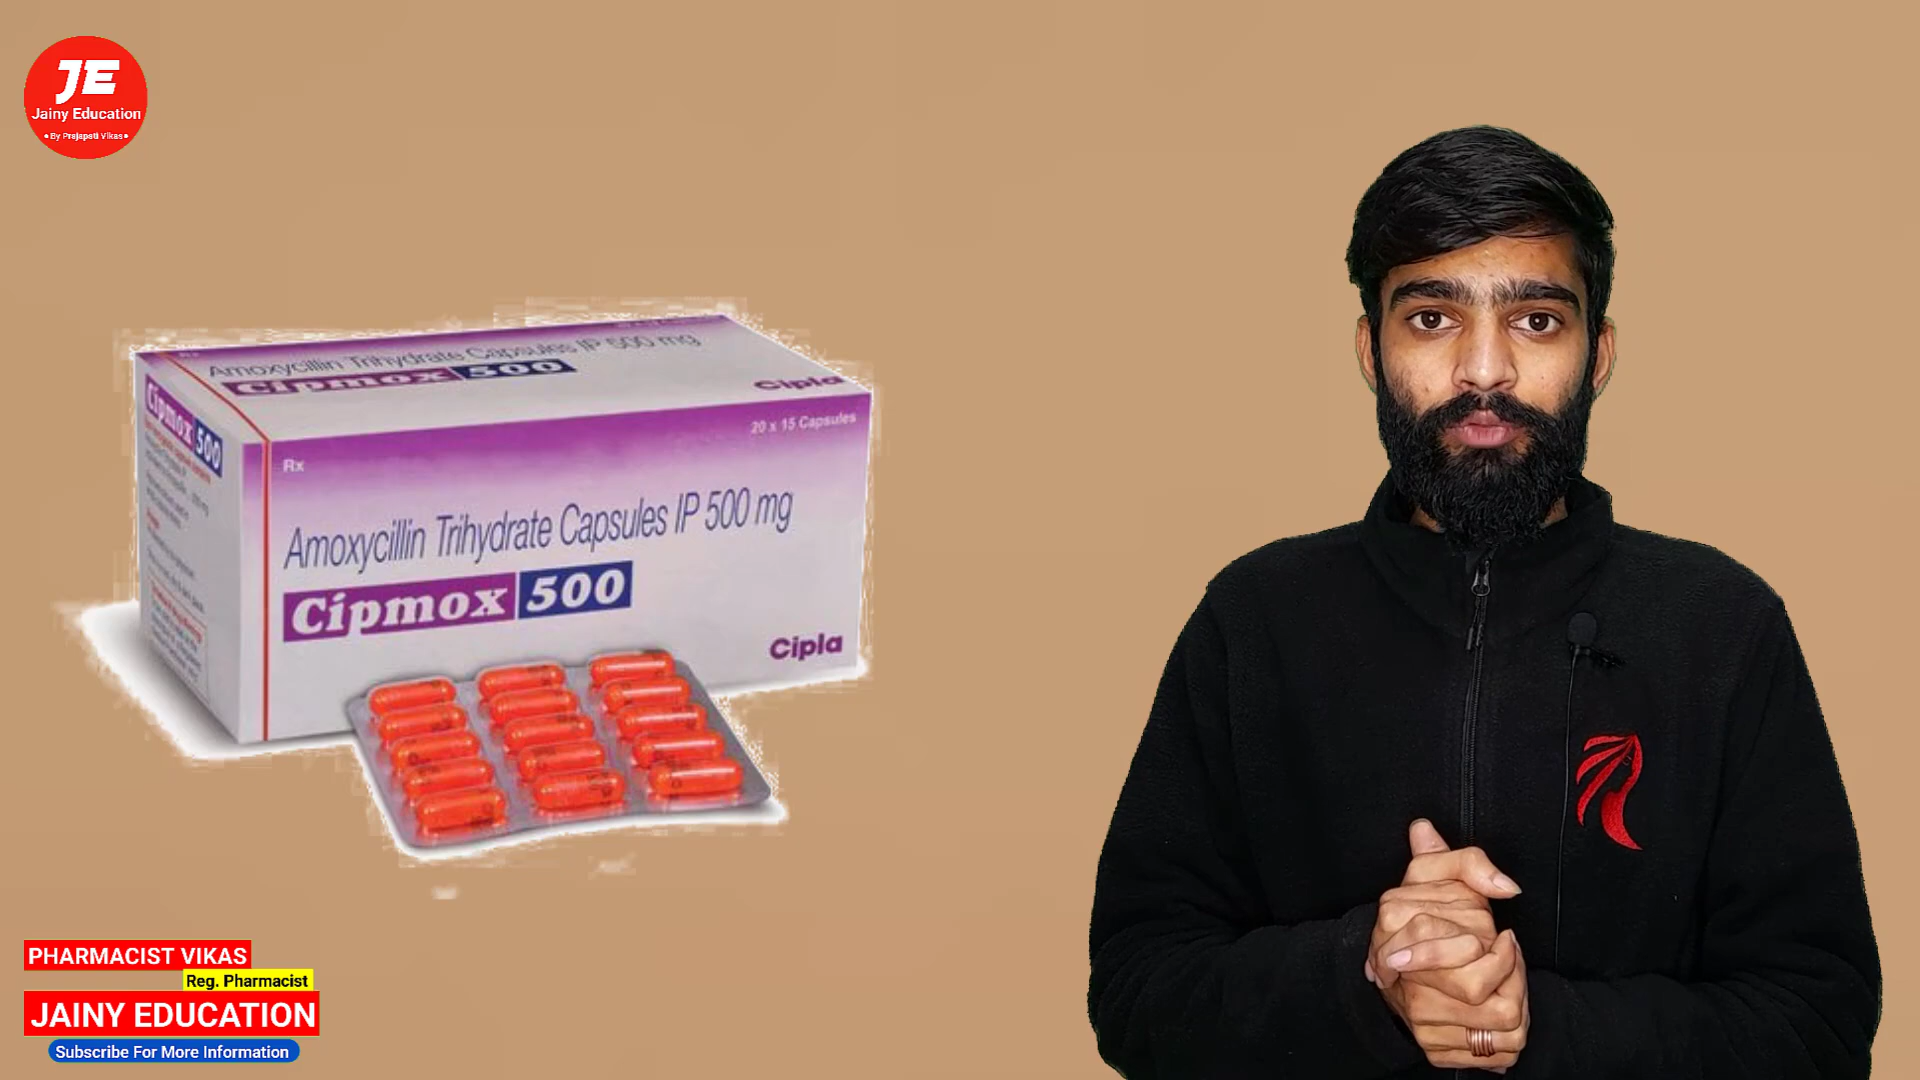 JE
Jainy Education
•By Prajapati Vikas•
Amoxycillin Trihydrate Capsules IP 500 mg
Cipmox 500
Cipla
Cipmox 500
20 x 15 Capsules
Rx
Amoxycillin Trihydrate Capsules IP 500 mg
Cipmox 500
Cipla
PHARMACIST VIKAS
Reg. Pharmacist
JAINY EDUCATION
Subscribe For More Information